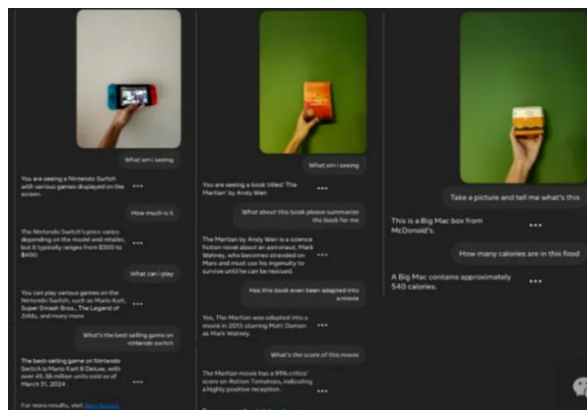 What am i seeing
You are seeing a Nintendo Switch
with various games displayed on the
screen.
How much is it
The Nintendo Switch's price varies
depending on the model and retailer,
but it typically ranges from $300 to
$400.
What can i play
You can play various games on the
Nintendo Switch, such as Mario Kart,
Super Smash Bros., The Legend of
Zelda, and many more.
What's the best selling game on
nintendo switch
The best-selling game on Nintendo
Switch is Mario Kart 8 Deluxe, with
over 45.36 million units sold as of
March 31, 2024.
For more results, visit
What am i seeing
You are seeing a book titled 'The
Martian' by Andy Weir.
What about this book please summarize
the book for me
The Martian by Andy Weir is a science
fiction novel about an astronaut, Mark
Watney, who becomes stranded on
Mars and must use his ingenuity to
survive until he can be rescued.
Has this book even been adapted into
a movie
Yes, The Martian was adapted into a
movie in 2015 starring Matt Damon
as Mark Watney.
What's the score of this movie
The Martian movie has a 91% critics'
score on Rotten Tomatoes, indicating
a highly positive reception.
Take a picture and tell me what's this
This is a Big Mac box from
McDonald's.
How many calories are in this food
A Big Mac contains approximately
540 calories.